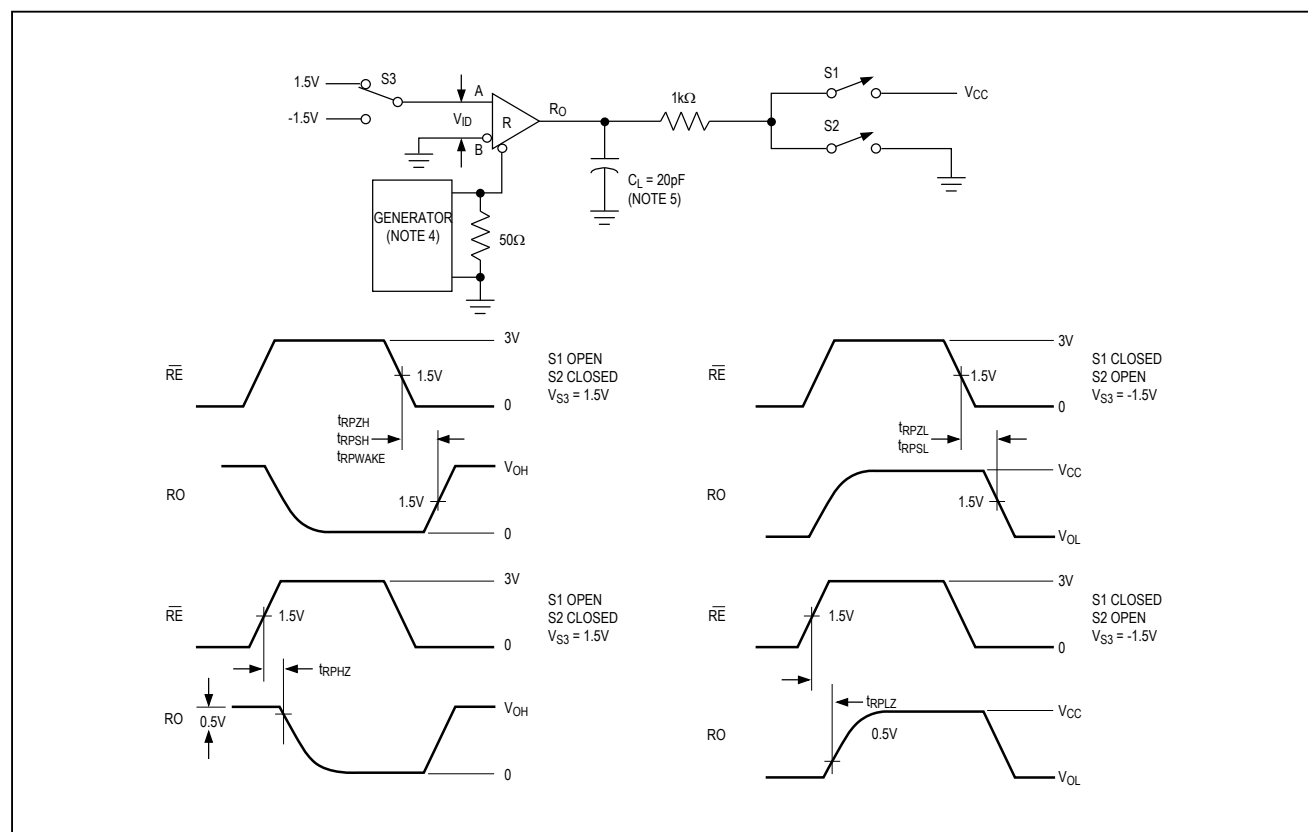 1.5V
S3
-1.5V
A
VID
B
R
RO
1kΩ
S1
VCC
S2
CL = 20pF
(NOTE 5)
GENERATOR
(NOTE 4)
50Ω
RE
3V
1.5V
0
S1 OPEN
S2 CLOSED
VS3 = 1.5V
tRPZH
tRPSH
tRPWAKE
RO
VOH
1.5V
0
RE
3V
1.5V
0
S1 CLOSED
S2 OPEN
VS3 = -1.5V
tRPZL
tRPSL
RO
VCC
1.5V
VOL
RE
3V
1.5V
0
S1 OPEN
S2 CLOSED
VS3 = 1.5V
tRPHZ
RO
0.5V
VOH
0
RE
3V
1.5V
0
S1 CLOSED
S2 OPEN
VS3 = -1.5V
tRPLZ
RO
VCC
0.5V
VOL